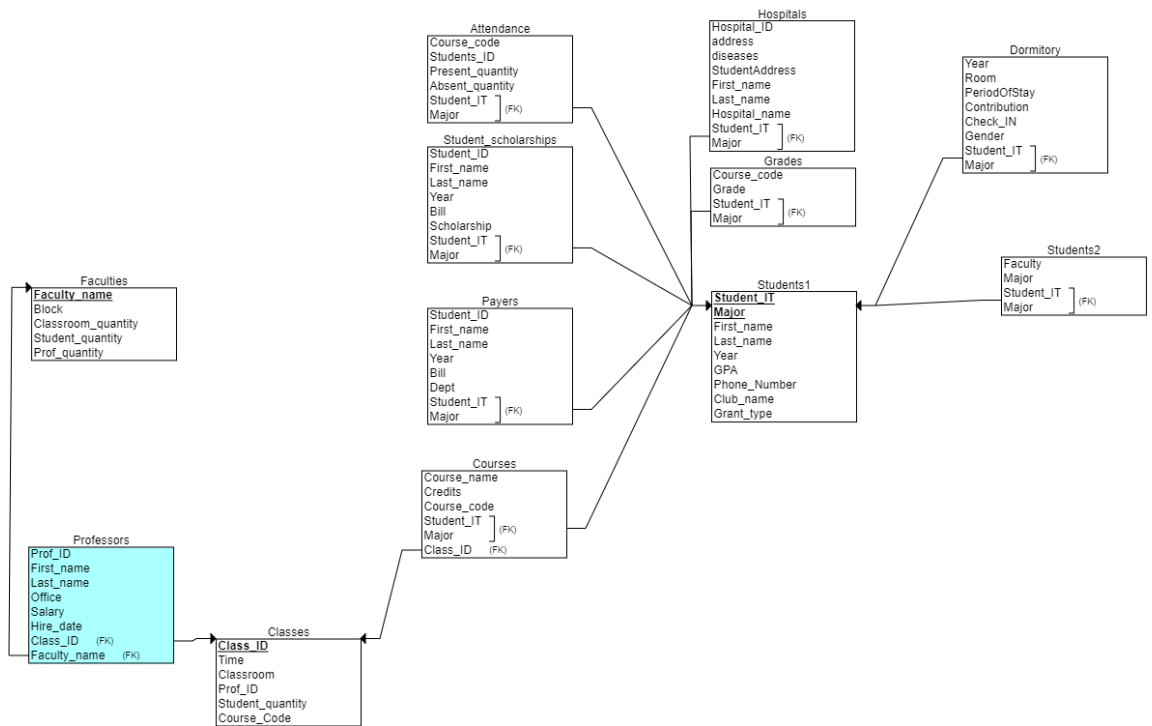 Attendance
Course_code
Students_ID
Present_quantity
Absent_quantity
Student_IT
Major
(FK)
Student_scholarships
Student_ID
First_name
Last_name
Year
Bill
Scholarship
Student_IT
Major
(FK)
Hospitals
Hospital_ID
address
diseases
StudentAddress
First_name
Last_name
Hospital_name
Student_IT
Major
(FK)
Grades
Course_code
Grade
Student_IT
Major
(FK)
Dormitory
Year
Room
PeriodOfStay
Contribution
Check_IN
Gender
Student_IT
Major
(FK)
Students2
Faculty
Major
Student_IT
Major
(FK)
Faculties
Faculty_name
Block
Classroom_quantity
Student_quantity
Prof_quantity
Payers
Student_ID
First_name
Last_name
Year
Bill
Dept
Student_IT
Major
(FK)
Students1
Student_IT
Major
First_name
Last_name
Year
GPA
Phone_Number
Club_name
Grant_type
Courses
Course_name
Credits
Course_code
Student_IT
Major
(FK)
Class_ID (FK)
Professors
Prof_ID
First_name
Last_name
Office
Salary
Hire_date
Class_ID (FK)
Faculty_name (FK)
Classes
Class_ID
Time
Classroom
Prof_ID
Student_quantity
Course_Code